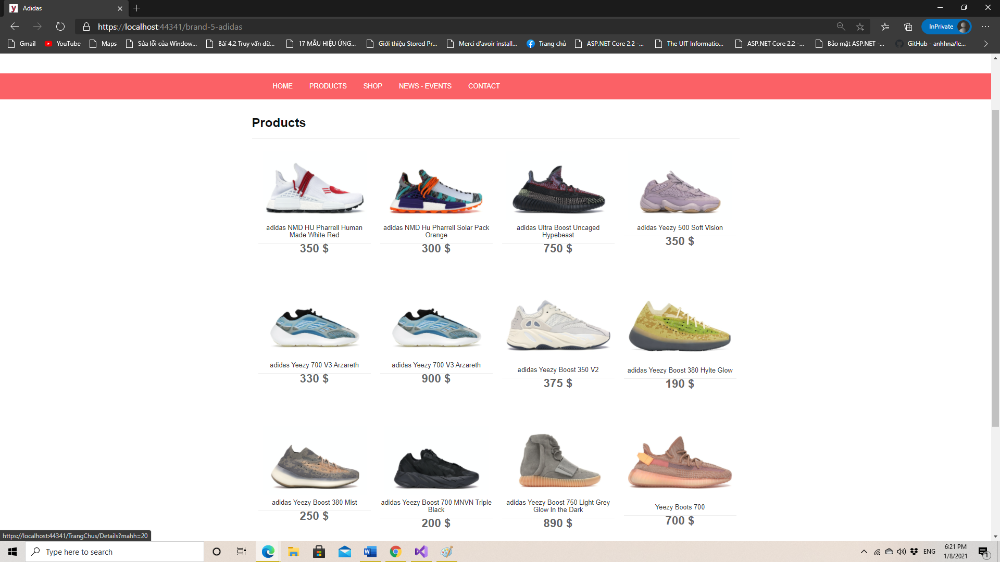 Adidas
https://localhost:44341/brand-5-adidas
InPrivate
Gmail
YouTube
Maps
Sửa lỗi của Window...
Bài 4.2 Truy vấn dữ...
17 MẪU HIỆU ỨNG...
Giới thiệu Stored Pr...
Merci d'avoir install...
Trang chủ
ASP.NET Core 2.2 -...
The UIT Informatio...
ASP.NET Core 2.2 -...
Bảo mật ASP.NET -...
GitHub - anhhna/le...
HOME PRODUCTS SHOP NEWS - EVENTS CONTACT
Products
adidas NMD HU Pharrell Human
Made White Red
350 $
adidas NMD Hu Pharrell Solar Pack
Orange
300 $
adidas Ultra Boost Uncaged
Hypebeast
750 $
adidas Yeezy 500 Soft Vision
350 $
adidas Yeezy 700 V3 Arzareth
330 $
adidas Yeezy 700 V3 Arzareth
900 $
adidas Yeezy Boost 350 V2
375 $
adidas Yeezy Boost 380 Hylte Glow
190 $
adidas Yeezy Boost 380 Mist
250 $
adidas Yeezy Boost 700 MNVN Triple
Black
200 $
adidas Yeezy Boost 750 Light Grey
Glow In the Dark
890 $
Yeezy Boots 700
700 $
https://localhost:44341/TrangChus/Details?mahh=20
Type here to search
ENG
6:21 PM
1/8/2021
1